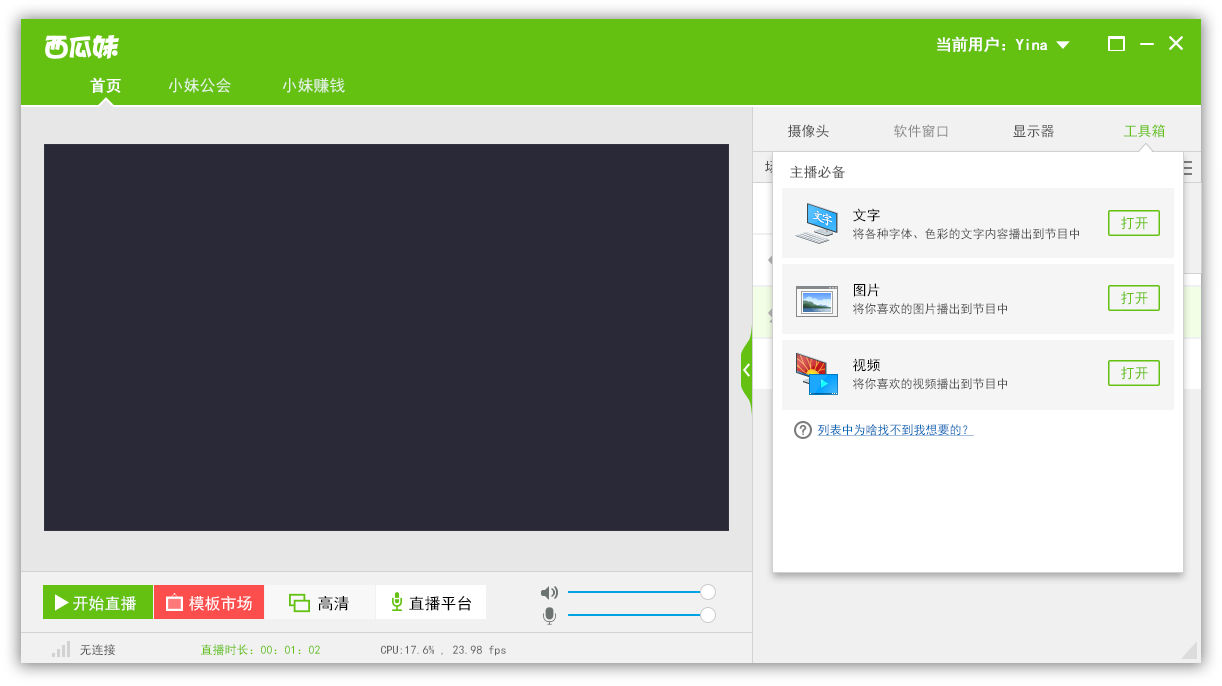 西瓜妹
当前用户：Yina
首页 小妹公会 小妹赚钱
摄像头 软件窗口 显示器 工具箱
主播必备
文字
文字
将各种字体、色彩的文字内容播出到节目中
打开
图片
将你喜欢的图片播出到节目中
打开
视频
将你喜欢的视频播出到节目中
打开
列表中为啥找不到我想要的?
开始直播 模板市场 高清 直播平台
无连接 直播时长：00：01：02 CPU:17.6% , 23.98 fps